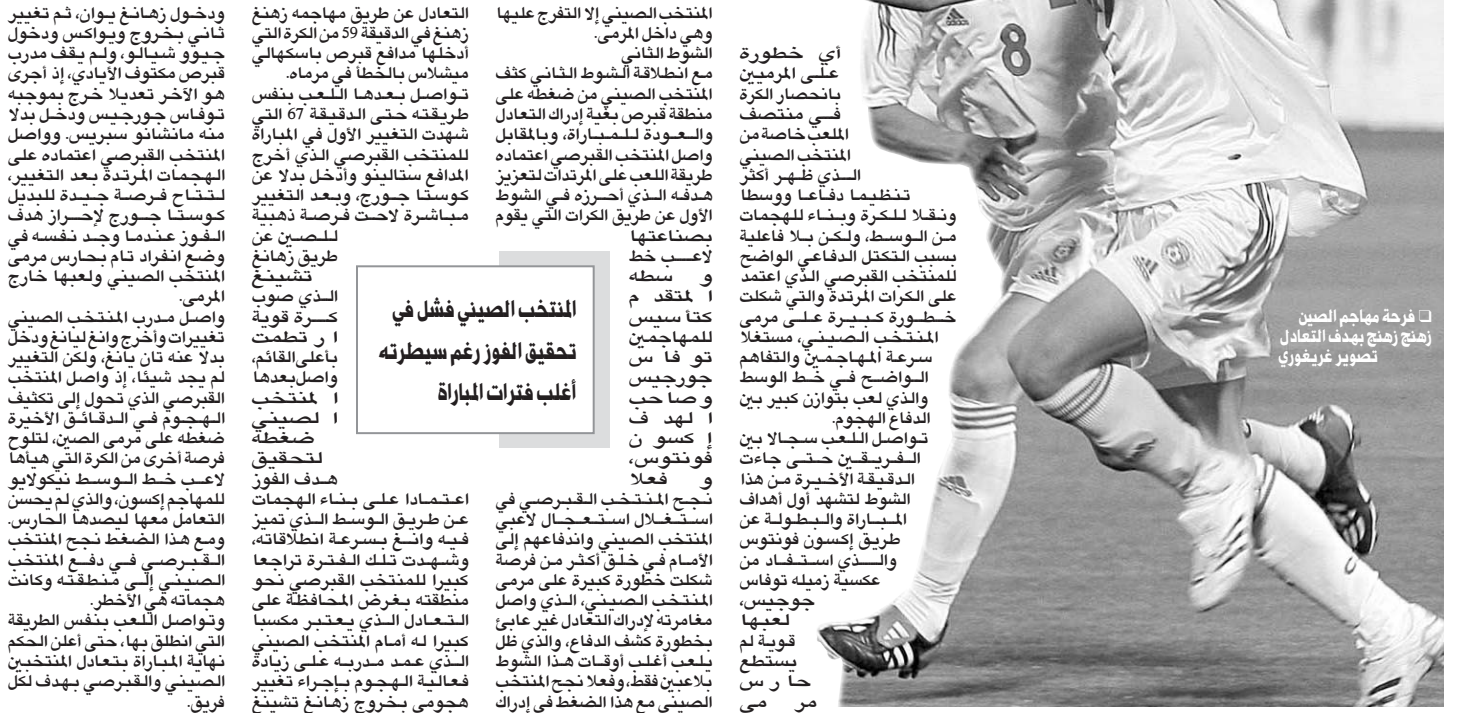 أي خطورة
على المرميين
بانحصار الكرة
في منتصف
الملعب خاصة من
المنتخب الصيني
الذي ظهر أكثر
تنظيما دفاعا ووسطا
ونقلا للكرة وبناء للهجمات
من الوسط، ولكن بلا فاعلية
بسبب التكتل الدفاعي الواضح
للمنتخب القبرصي الذي اعتمد
على الكرات المرتدة والتي شكلت
خطورة كبيرة على مرمى
المنتخب الصيني، مستغلا
سرعة المهاجمين والتفاهم
الواضح في خط الوسط
والذي لعب بتوازن كبير بين
الدفاع الهجوم.
تواصل اللعب سجالا بين
الفريقين حتى جاءت
الدقيقة الأخيرة من هذا
الشوط لتشهد أول أهداف
المباراة والبطولة عن
طريق إكسون فونتوس
والذي استفاد من
عكسية زميله توفاس
جوجيس،
لعبها
قوية لم
يستطع
حارس
مرمى
المنتخب الصيني إلا التفرج عليها
وهي داخل المرمى.
الشوط الثاني
مع انطلاقة الشوط الثاني كثف
المنتخب الصيني من ضغطه على
منطقة قبرص بغية إدراك التعادل
والعودة للمباراة، وبالمقابل
واصل المنتخب القبرصي اعتماده
طريقة اللعب على المرتدات لتعزيز
هدفه الذي أحرزه في الشوط
الأول عن طريق الكرات التي يقوم
بصناعتها
لاعب خط
وسطه
المتقدم
كتأسيس
للمهاجمين
توفاس
جورجيس
وصاحب
الهدف
إكسون
فونتوس،
وفعلا
نجح المنتخب القبرصي في
استغلال استعجال لاعبي
المنتخب الصيني واندفاعهم إلى
الأمام في خلق أكثر من فرصة
شكلت خطورة كبيرة على مرمى
المنتخب الصيني، الذي واصل
مغامرته لإدراك التعادل غير عابئ
بخطورة كشف الدفاع، والذي ظل
يلعب أغلب أوقات هذا الشوط
بلاعبين فقط، وفعلا نجح المنتخب
الصيني مع هذا الضغط في إدراك
التعادل عن طريق مهاجمه زهنغ
زهنغ في الدقيقة 59 من الكرة التي
أدخلها مدافع قبرص باسكهالي
ميشلاس بالخطأ في مرماه.
تواصل بعدها اللعب بنفس
طريقته حتى الدقيقة 67 التي
شهدت التغيير الأول في المباراة
للمنتخب القبرصي الذي أخرج
المدافع ستالينو وأدخل بدلا عن
كوستا جورج، وبعد التغيير
مباشرة لاحت فرصة ذهبية
للصين عن
طريق زهانغ
تشينغ
الذي صوب
كرة قوية
ارتطمت
بأعلى القائم،
واصل بعدها
المنتخب
الصيني
ضغطه
لتحقيق
هدف الفوز
اعتمادا على بناء الهجمات
عن طريق الوسط الذي تميز
فيه وانغ بسرعة انطلاقاته،
وشهدت تلك الفترة تراجعا
كبيرا للمنتخب القبرصي نحو
منطقته بغرض المحافظة على
التعادل الذي يعتبر مكسبا
كبيرا له أمام المنتخب الصيني
الذي عمد مدربه على زيادة
فعالية الهجوم بإجراء تغيير
هجومي بخروج زهانغ تشينغ
ودخول زهانغ يوان، ثم تغيير
ثاني بخروج وبواكس ودخول
جيوو شيالو، ولم يقف مدرب
قبرص مكتوف الأيادي، إذ أجرى
هو الآخر تعديلا خرج بموجبه
توفاس جورجيس ودخل بدلا
منه مانشانو سبريس. وواصل
المنتخب القبرصي اعتماده على
الهجمات المرتدة بعد التغيير،
لتتاح فرصة جيدة للبديل
كوستا جورج لإحراز هدف
الفوز عندما وجد نفسه في
وضع انفراد تام بحارس مرمى
المنتخب الصيني ولعبها خارج
المرمى.
واصل مدرب المنتخب الصيني
تغييرات وأخرج وانغ ليانغ ودخل
بدلا عنه تان يانغ، ولكن التغيير
لم يجد شيئا، إذ واصل المنتخب
القبرصي الذي تحول إلى تكثيف
الهجوم في الدقائق الأخيرة
ضغطه على مرمى الصين، لتلوح
فرصة أخرى من الكرة التي هيأها
لاعب خط الوسط نيكولايو
للمهاجم إكسون، والذي لم يحسن
التعامل معها ليصدها الحارس.
ومع هذا الضغط نجح المنتخب
القبرصي في دفع المنتخب
الصيني إلى منطقته وكانت
هجماته هي الأخطر.
وتواصل اللعب بنفس الطريقة
التي انطلق بها، حتى أعلن الحكم
نهاية المباراة بتعادل المنتخبين
الصيني والقبرصي بهدف لكل
فريق.
المنتخب الصيني فشل في
تحقيق الفوز رغم سيطرته
أغلب فترات المباراة
□ فرحة مهاجم الصين
زهنج زهنج بهدف التعادل
تصوير غريغوري
8
adidas